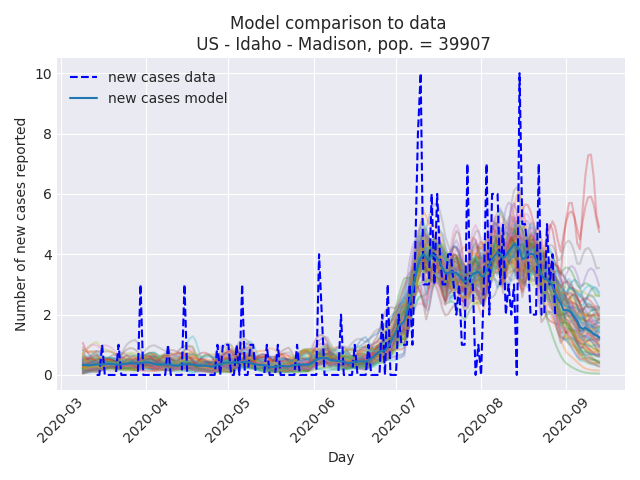 Model comparison to data
US - Idaho - Madison, pop. = 39907
new cases data
new cases model
Number of new cases reported
10
8
6
4
2
0
2020-03
2020-04
2020-05
2020-06
2020-07
2020-08
2020-09
Day